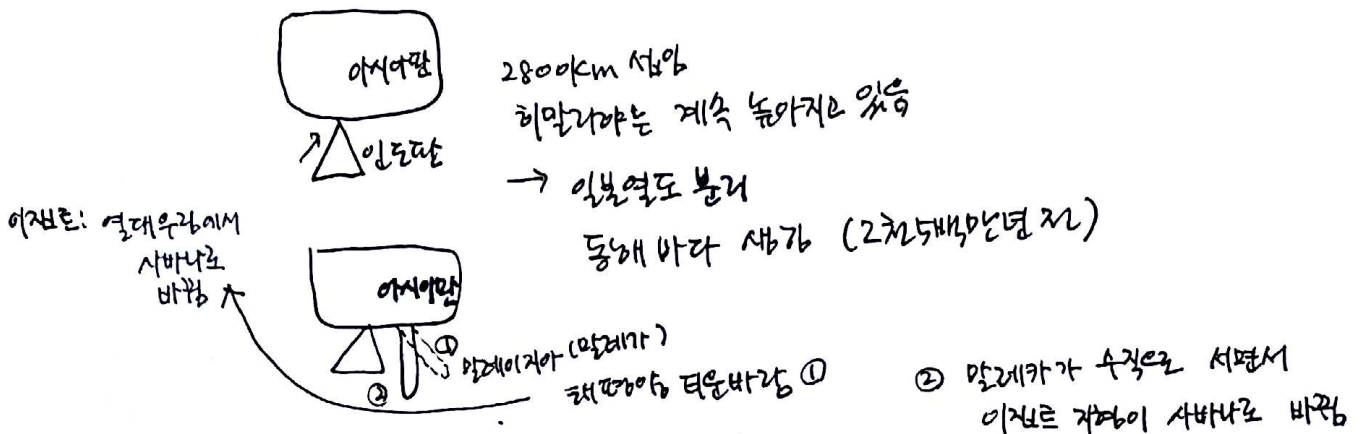 아시아판
인도판
2800km 섭입
히말라야는 계속 높아지고 있음
→ 일본열도 분리
동해 바다 생김 (2천5백만년 전)
이집트: 열대우림에서
사바나로
바뀜
아시아판
①
② 말레이지아 (말레카)
태평양 더운바람 ①
② 말레카가 수직으로 서면서
이집트 지형이 사바나로 바뀜